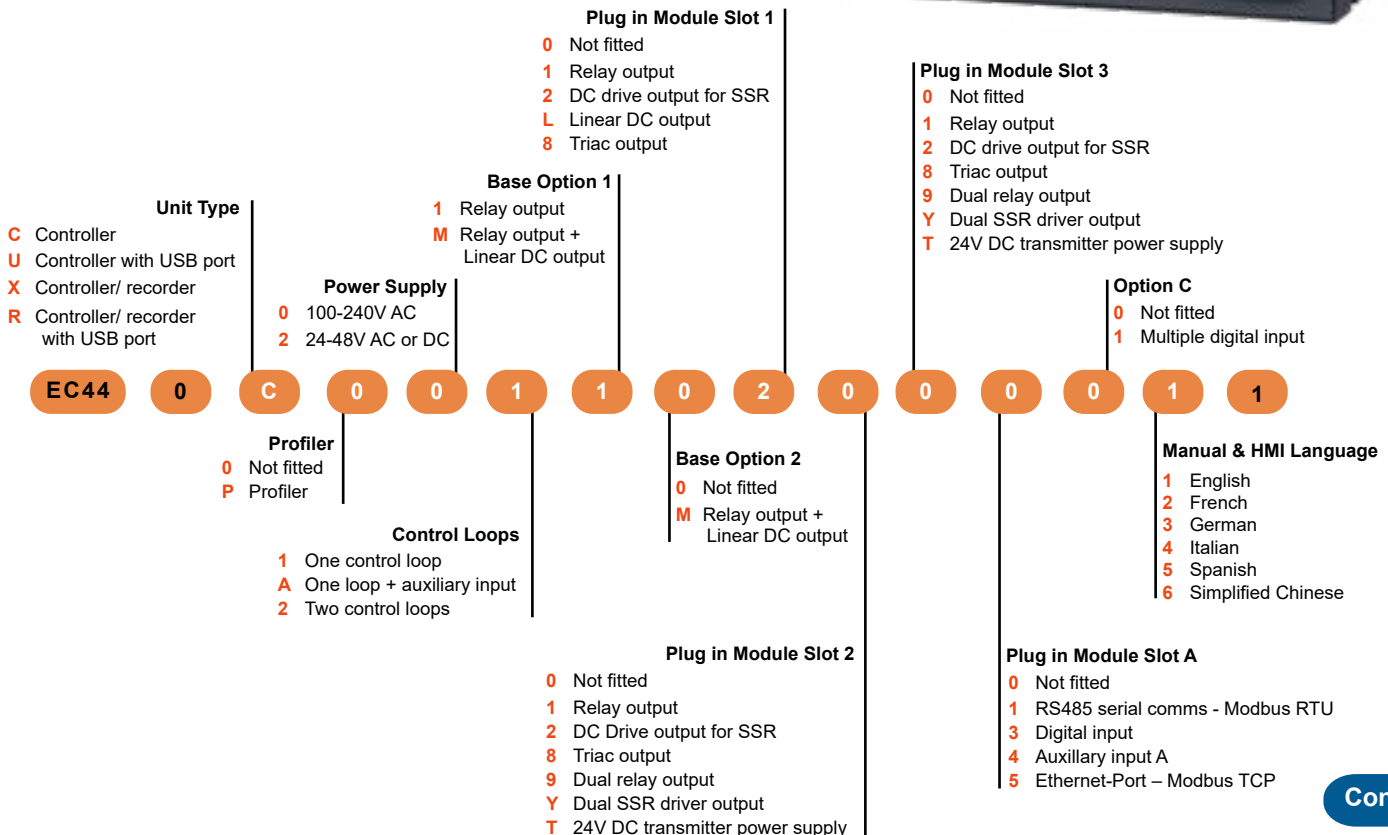 Plug in Module Slot 1
0 Not fitted
1 Relay output
2 DC drive output for SSR
L Linear DC output
8 Triac output
Plug in Module Slot 3
0 Not fitted
1 Relay output
2 DC drive output for SSR
8 Triac output
9 Dual relay output
Y Dual SSR driver output
T 24V DC transmitter power supply
Base Option 1
1 Relay output
M Relay output +
Linear DC output
Unit Type
C Controller
U Controller with USB port
X Controller/ recorder
R Controller/ recorder
with USB port
Power Supply
0 100-240V AC
2 24-48V AC or DC
Option C
0 Not fitted
1 Multiple digital input
EC44 0 C 0 0 1 1 0 2 0 0 0 0 1 1
Profiler
0 Not fitted
P Profiler
Control Loops
1 One control loop
A One loop + auxiliary input
2 Two control loops
Base Option 2
0 Not fitted
M Relay output +
Linear DC output
Manual & HMI Language
1 English
2 French
3 German
4 Italian
5 Spanish
6 Simplified Chinese
Plug in Module Slot 2
0 Not fitted
1 Relay output
2 DC Drive output for SSR
8 Triac output
9 Dual relay output
Y Dual SSR driver output
T 24V DC transmitter power supply
Plug in Module Slot A
0 Not fitted
1 RS485 serial comms - Modbus RTU
3 Digital input
4 Auxillary input A
5 Ethernet-Port – Modbus TCP